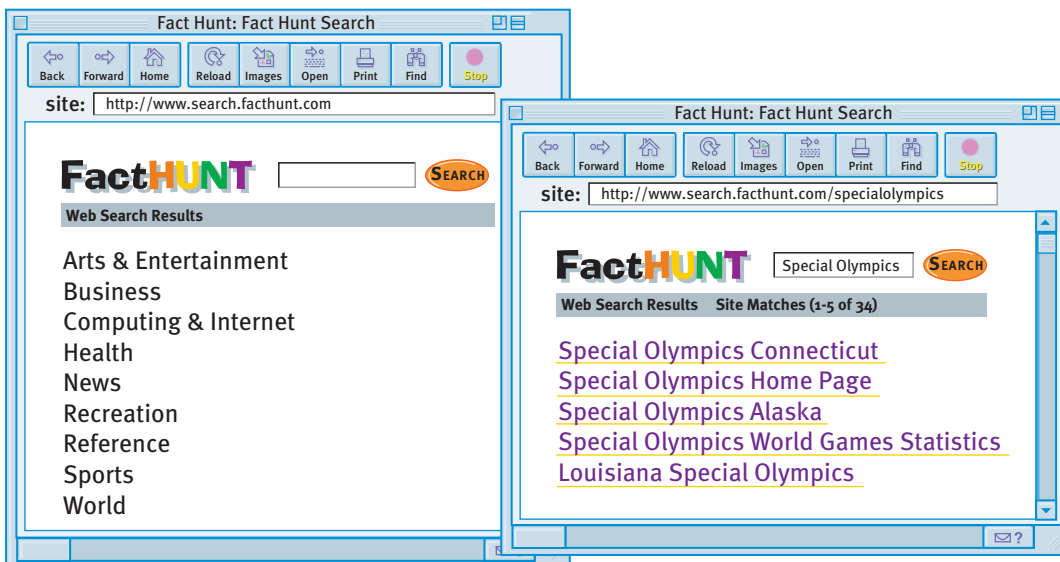 Fact Hunt: Fact Hunt Search
Back Forward Home Reload Images Open Print Find Stop
site: http://www.search.facthunt.com
FactHUNT SEARCH
Web Search Results
Arts & Entertainment
Business
Computing & Internet
Health
News
Recreation
Reference
Sports
World
Fact Hunt: Fact Hunt Search
Back Forward Home Reload Images Open Print Find Stop
site: http://www.search.facthunt.com/specialolympics
FactHUNT Special Olympics SEARCH
Web Search Results Site Matches (1-5 of 34)
Special Olympics Connecticut
Special Olympics Home Page
Special Olympics Alaska
Special Olympics World Games Statistics
Louisiana Special Olympics
?